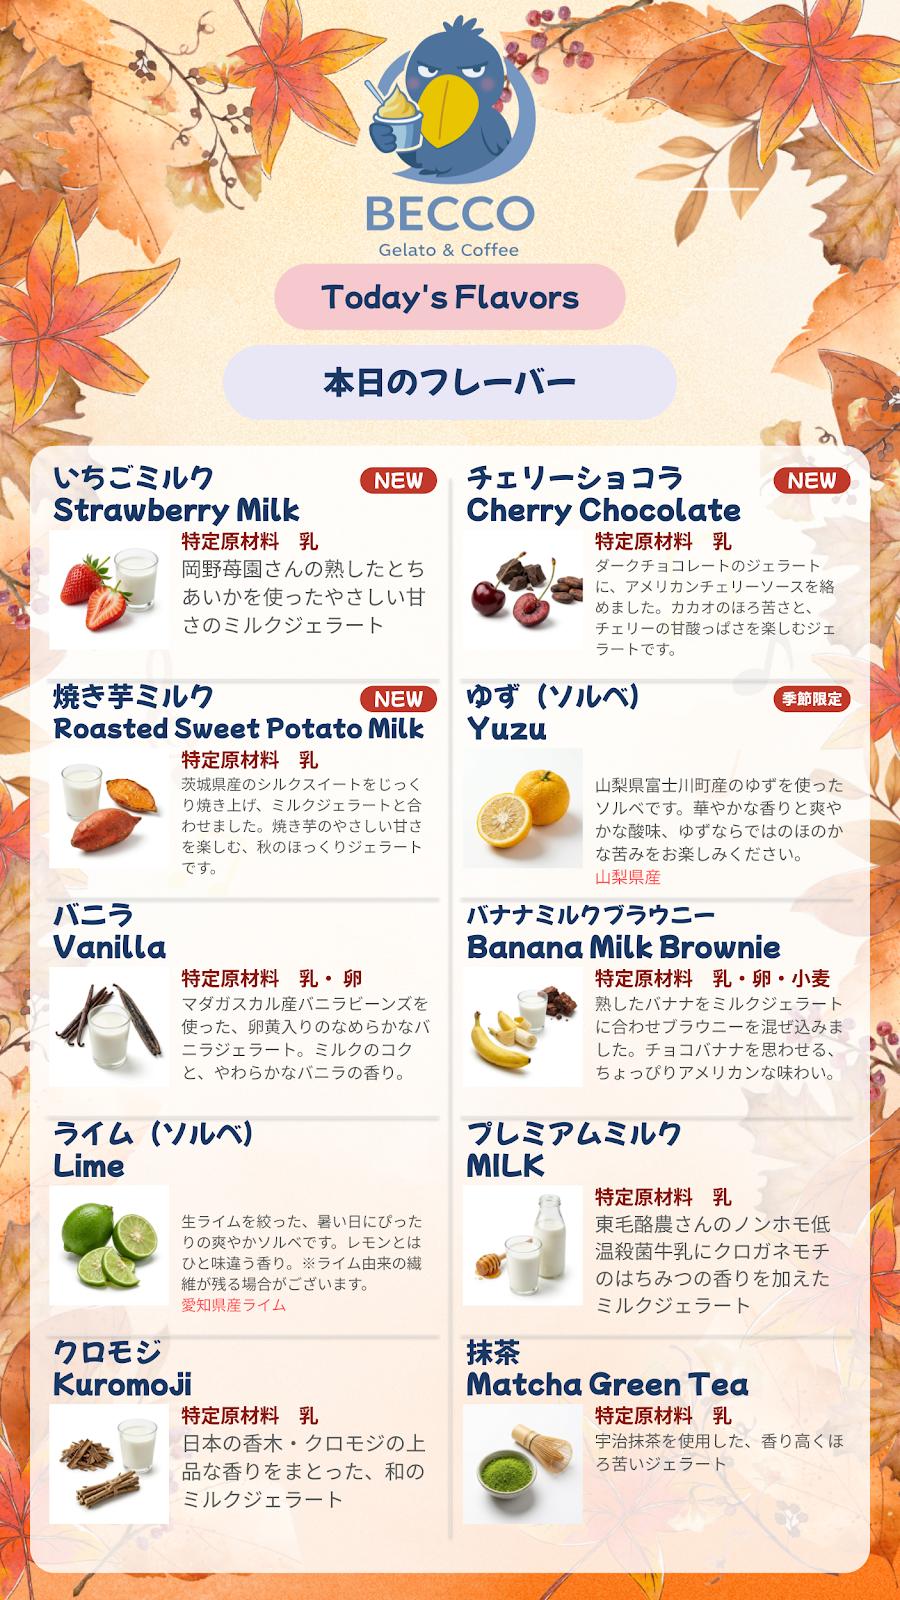 BECCO
Gelato & Coffee
Today's Flavors
本日のフレーバー
いちごミルク
NEW
Strawberry Milk
特定原材料　乳
岡野苺園さんの熟したとち
あいかを使ったやさしい甘
さのミルクジェラート
チェリーショコラ
NEW
Cherry Chocolate
特定原材料　乳
ダークチョコレートのジェラート
に、アメリカンチェリーソースを絡
めました。カカオのほろ苦さと、
チェリーの甘酸っぱさを楽しむジェ
ラートです。
焼き芋ミルク
NEW
Roasted Sweet Potato Milk
特定原材料　乳
茨城県産のシルクスイートをじっく
り焼き上げ、ミルクジェラートと合
わせました。焼き芋のやさしい甘さ
を楽しむ、秋のほっくりジェラート
です。
ゆず（ソルベ）
季節限定
Yuzu
山梨県富士川町産のゆずを使った
ソルベです。華やかな香りと爽や
かな酸味、ゆずならではのほのか
な苦みをお楽しみください。
山梨県産
バニラ
Vanilla
特定原材料　乳・ 卵
マダガスカル産バニラビーンズを
使った、卵黄入りのなめらかなバ
ニラジェラート。ミルクのコク
と、やわらかなバニラの香り。
バナナミルクブラウニー
Banana Milk Brownie
特定原材料　乳・卵・小麦
熟したバナナをミルクジェラート
に合わせブラウニーを混ぜ込みま
した。チョコバナナを思わせる、
ちょっぴりアメリカンな味わい。
ライム（ソルベ）
Lime
生ライムを絞った、暑い日にぴった
りの爽やかソルベです。レモンとは
ひと味違う香り。※ライム由来の繊
維が残る場合がございます。
愛知県産ライム
プレミアムミルク
MILK
特定原材料　乳
東毛酪農さんのノンホモ低
温殺菌牛乳にクロガネモチ
のはちみつの香りを加えた
ミルクジェラート
クロモジ
Kuromoji
特定原材料　乳
日本の香木・クロモジの上
品な香りをまとった、和の
ミルクジェラート
抹茶
Matcha Green Tea
特定原材料　乳
宇治抹茶を使用した、香り高くほ
ろ苦いジェラート